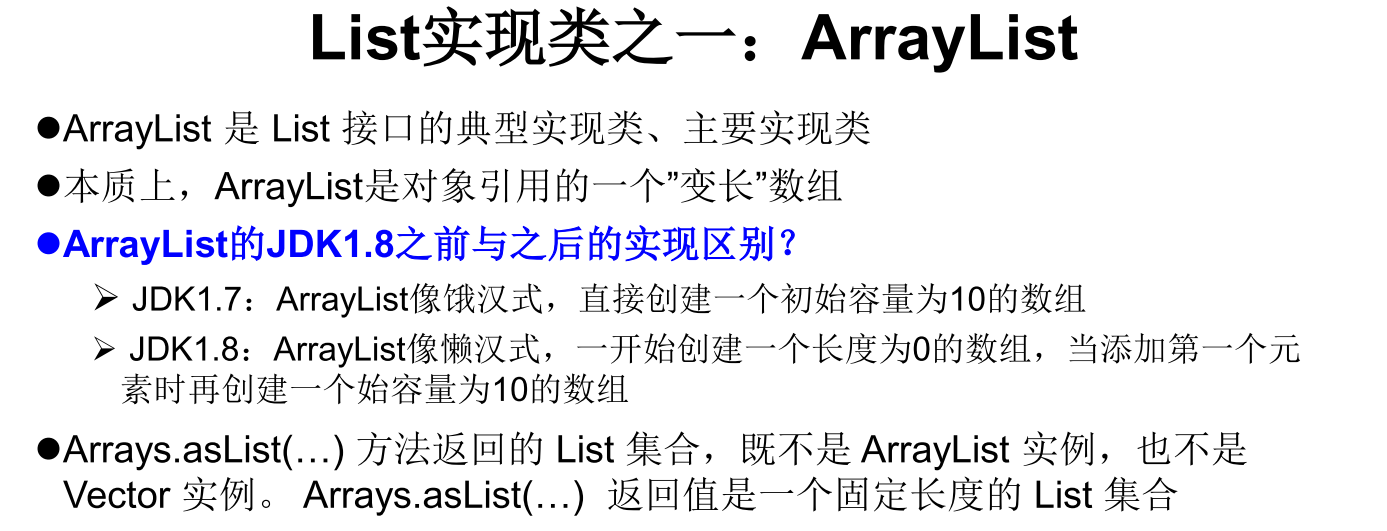 List实现类之一：ArrayList
●ArrayList 是 List 接口的典型实现类、主要实现类
●本质上，ArrayList是对象引用的一个”变长”数组
●ArrayList的JDK1.8之前与之后的实现区别？
➢ JDK1.7：ArrayList像饿汉式，直接创建一个初始容量为10的数组
➢ JDK1.8：ArrayList像懒汉式，一开始创建一个长度为0的数组，当添加第一个元
素时再创建一个始容量为10的数组
●Arrays.asList(…) 方法返回的 List 集合，既不是 ArrayList 实例，也不是
Vector 实例。 Arrays.asList(…) 返回值是一个固定长度的 List 集合